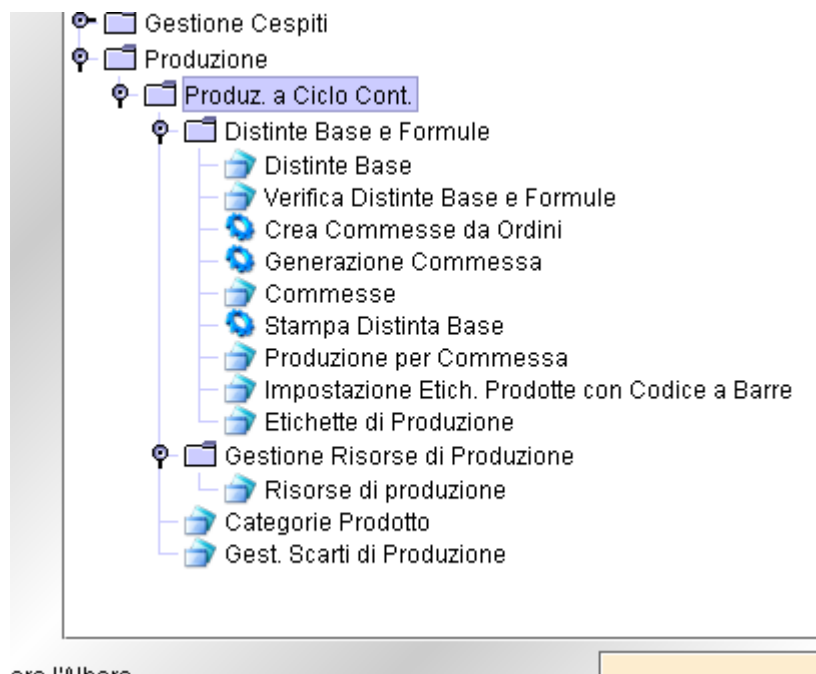 Gestione Cespiti
Produzione
Produz. a Ciclo Cont.
Distinte Base e Formule
Distinte Base
Verifica Distinte Base e Formule
Crea Commesse da Ordini
Generazione Commessa
Commesse
Stampa Distinta Base
Produzione per Commessa
Impostazione Etich. Prodotte con Codice a Barre
Etichette di Produzione
Gestione Risorse di Produzione
Risorse di produzione
Categorie Prodotto
Gest. Scarti di Produzione
l'Albero